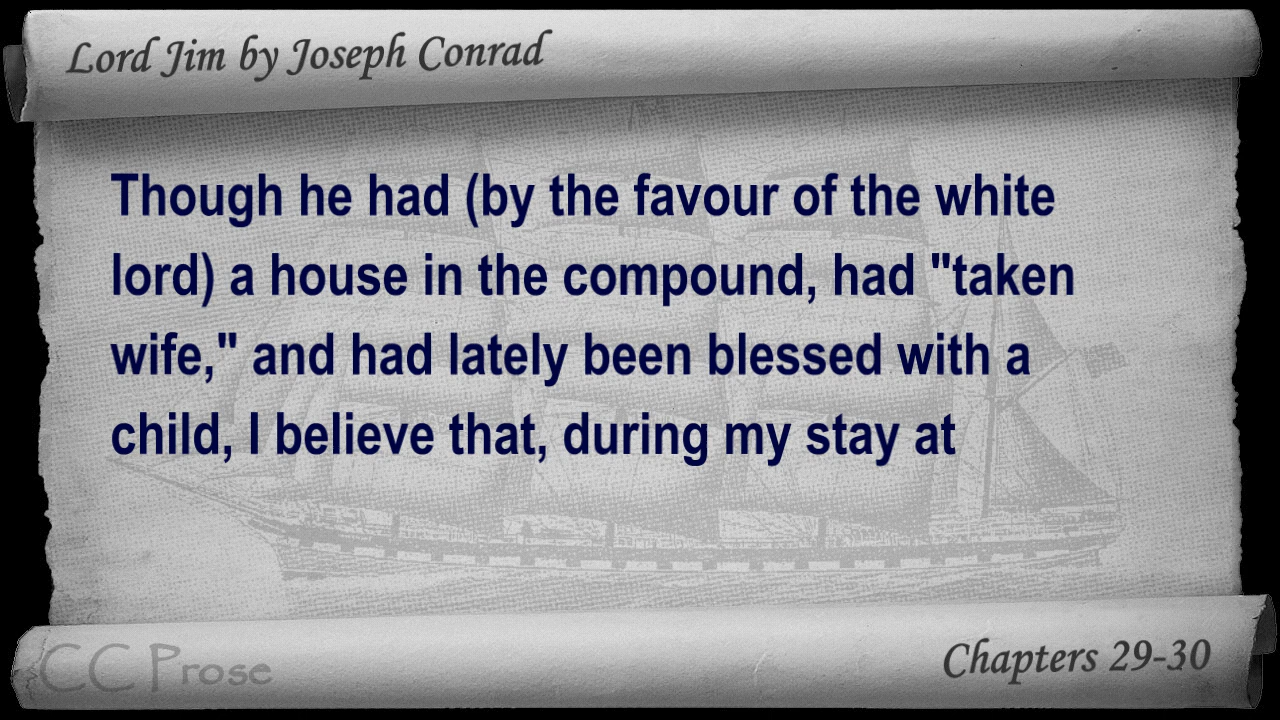 Lord Jim by Joseph Conrad
Though he had (by the favour of the white
lord) a house in the compound, had "taken
wife," and had lately been blessed with a
child, I believe that, during my stay at
CC Prose
Chapters 29-30